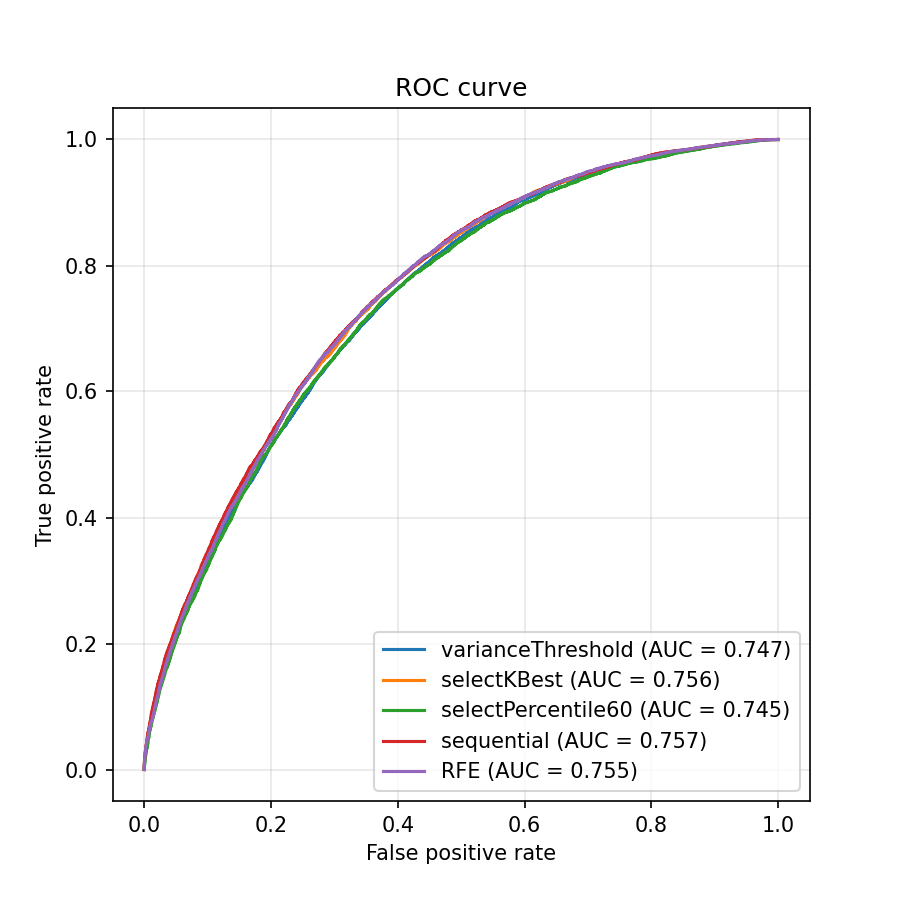 ROC curve
1.0
0.8
0.6
0.4
0.2
0.0
True positive rate
varianceThreshold (AUC = 0.747)
selectKBest (AUC = 0.756)
selectPercentile60 (AUC = 0.745)
sequential (AUC = 0.757)
RFE (AUC = 0.755)
0.0 0.2 0.4 0.6 0.8 1.0
False positive rate